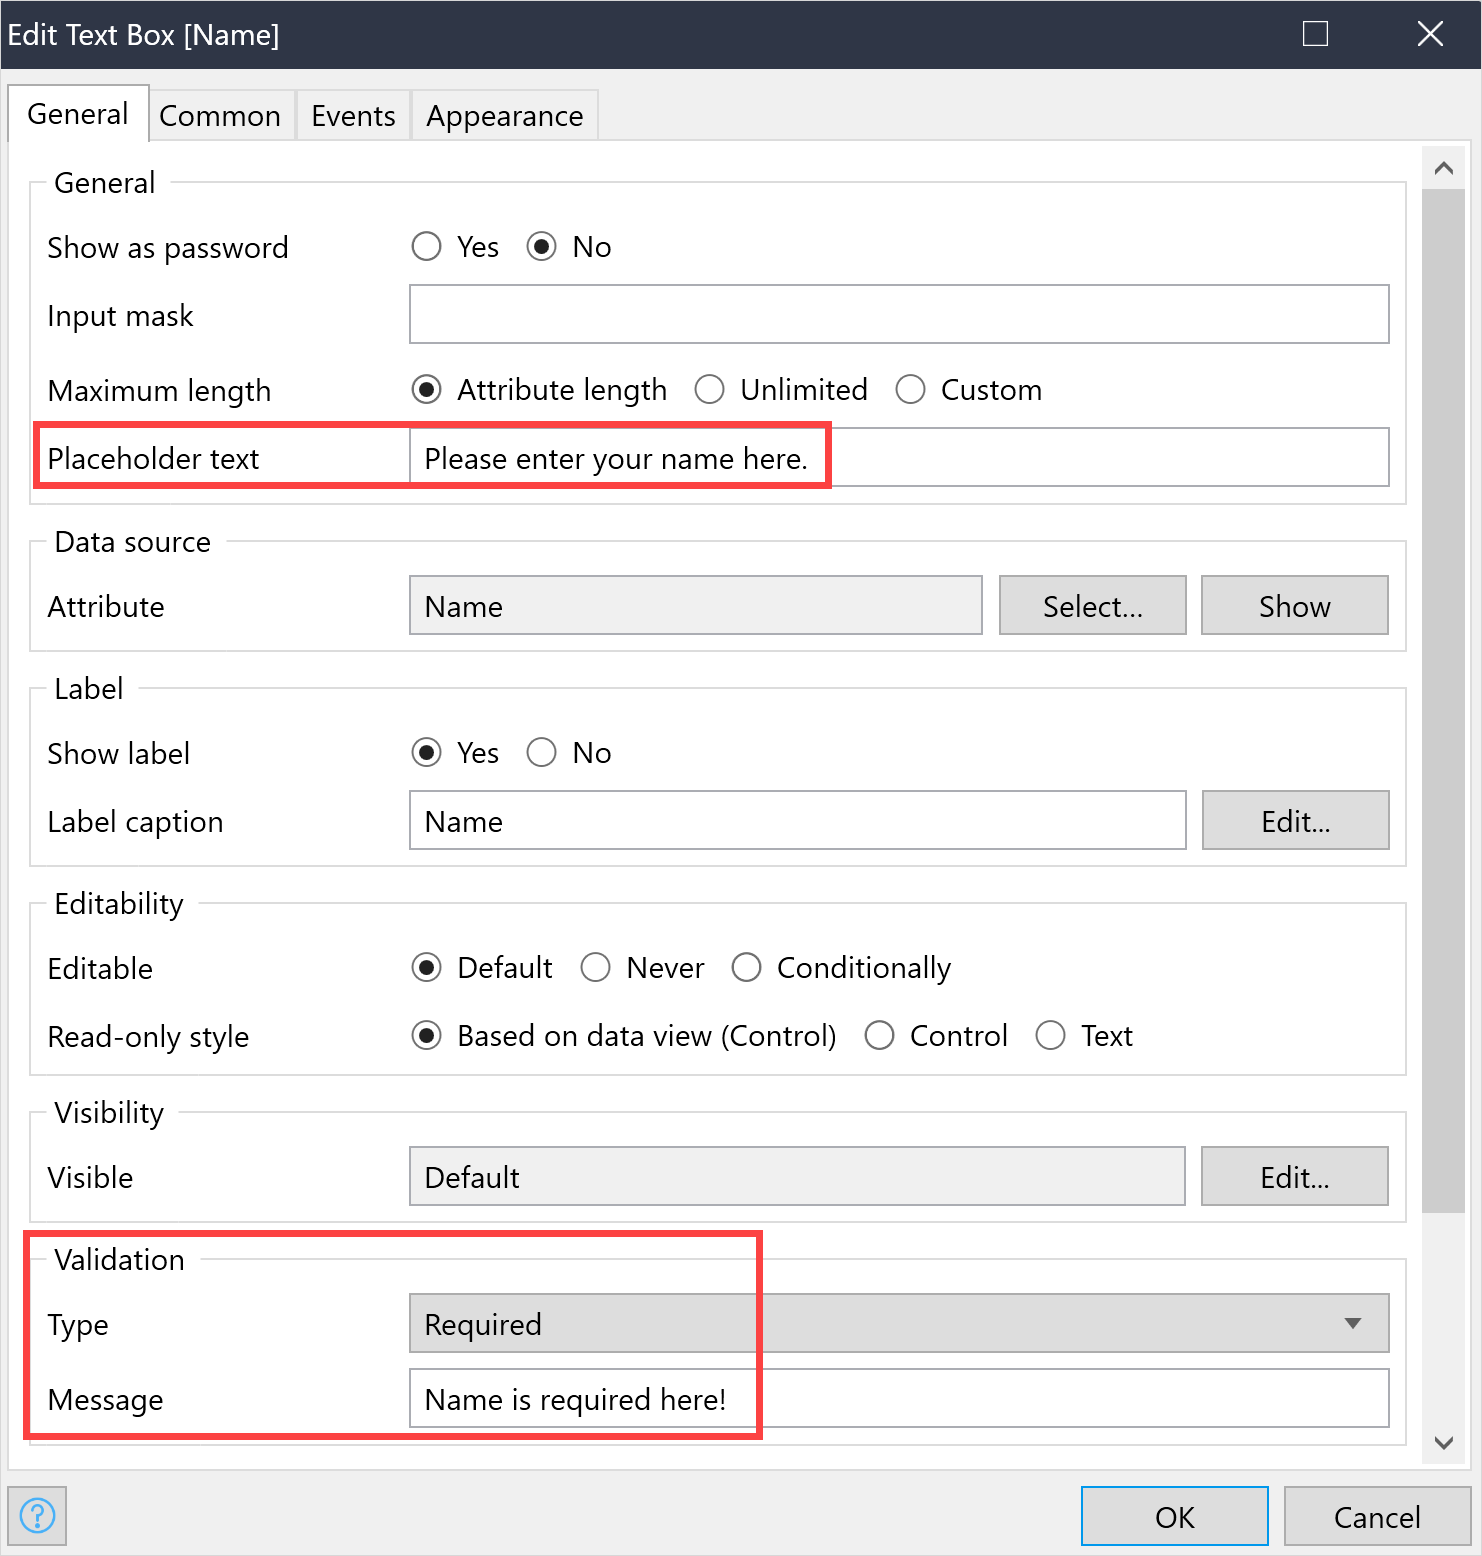 Edit Text Box [Name]
General Common Events Appearance
General
Show as password Yes No
Input mask
Maximum length Attribute length Unlimited Custom
Placeholder text Please enter your name here.
Data source
Attribute Name Select... Show
Label
Show label Yes No
Label caption Name Edit...
Editability
Editable Default Never Conditionally
Read-only style Based on data view (Control) Control Text
Visibility
Visible Default Edit...
Validation
Type Required
Message Name is required here!
? OK Cancel